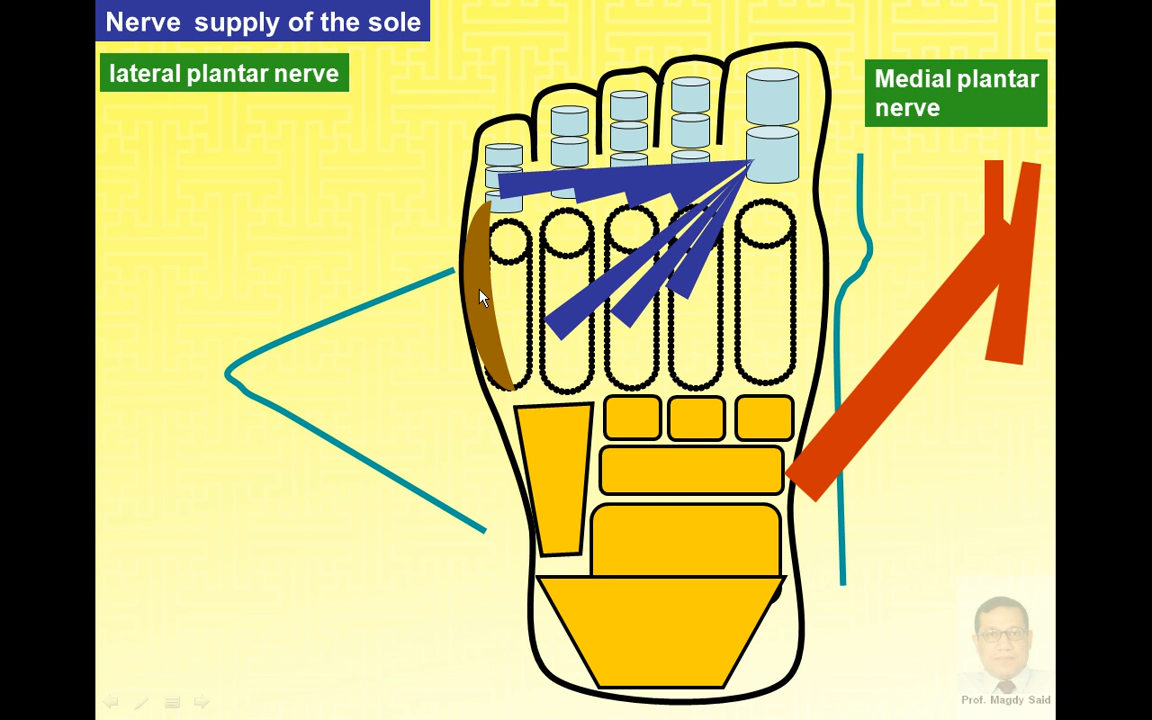 Nerve supply of the sole
lateral plantar nerve
Medial plantar
nerve
Prof. Magdy Said